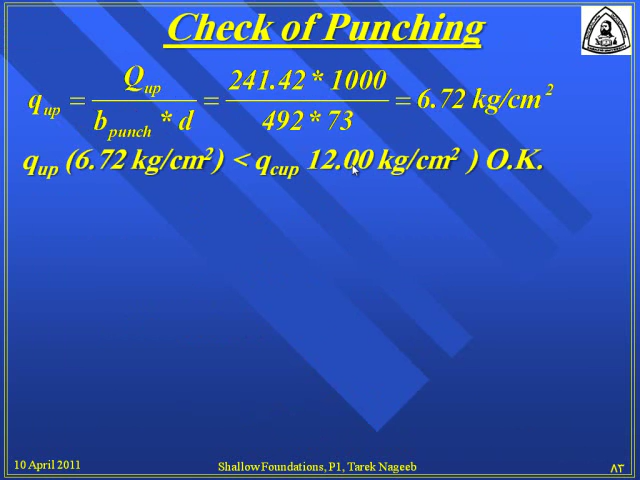 Check of Punching
q_up = Q_up / (b_punch * d) = (241.42 * 1000) / (492 * 73) = 6.72 kg/cm²
q_up (6.72 kg/cm²) < q_cup 12.00 kg/cm² ) O.K.
10 April 2011
Shallow Foundations, P1, Tarek Nageeb
٨٣